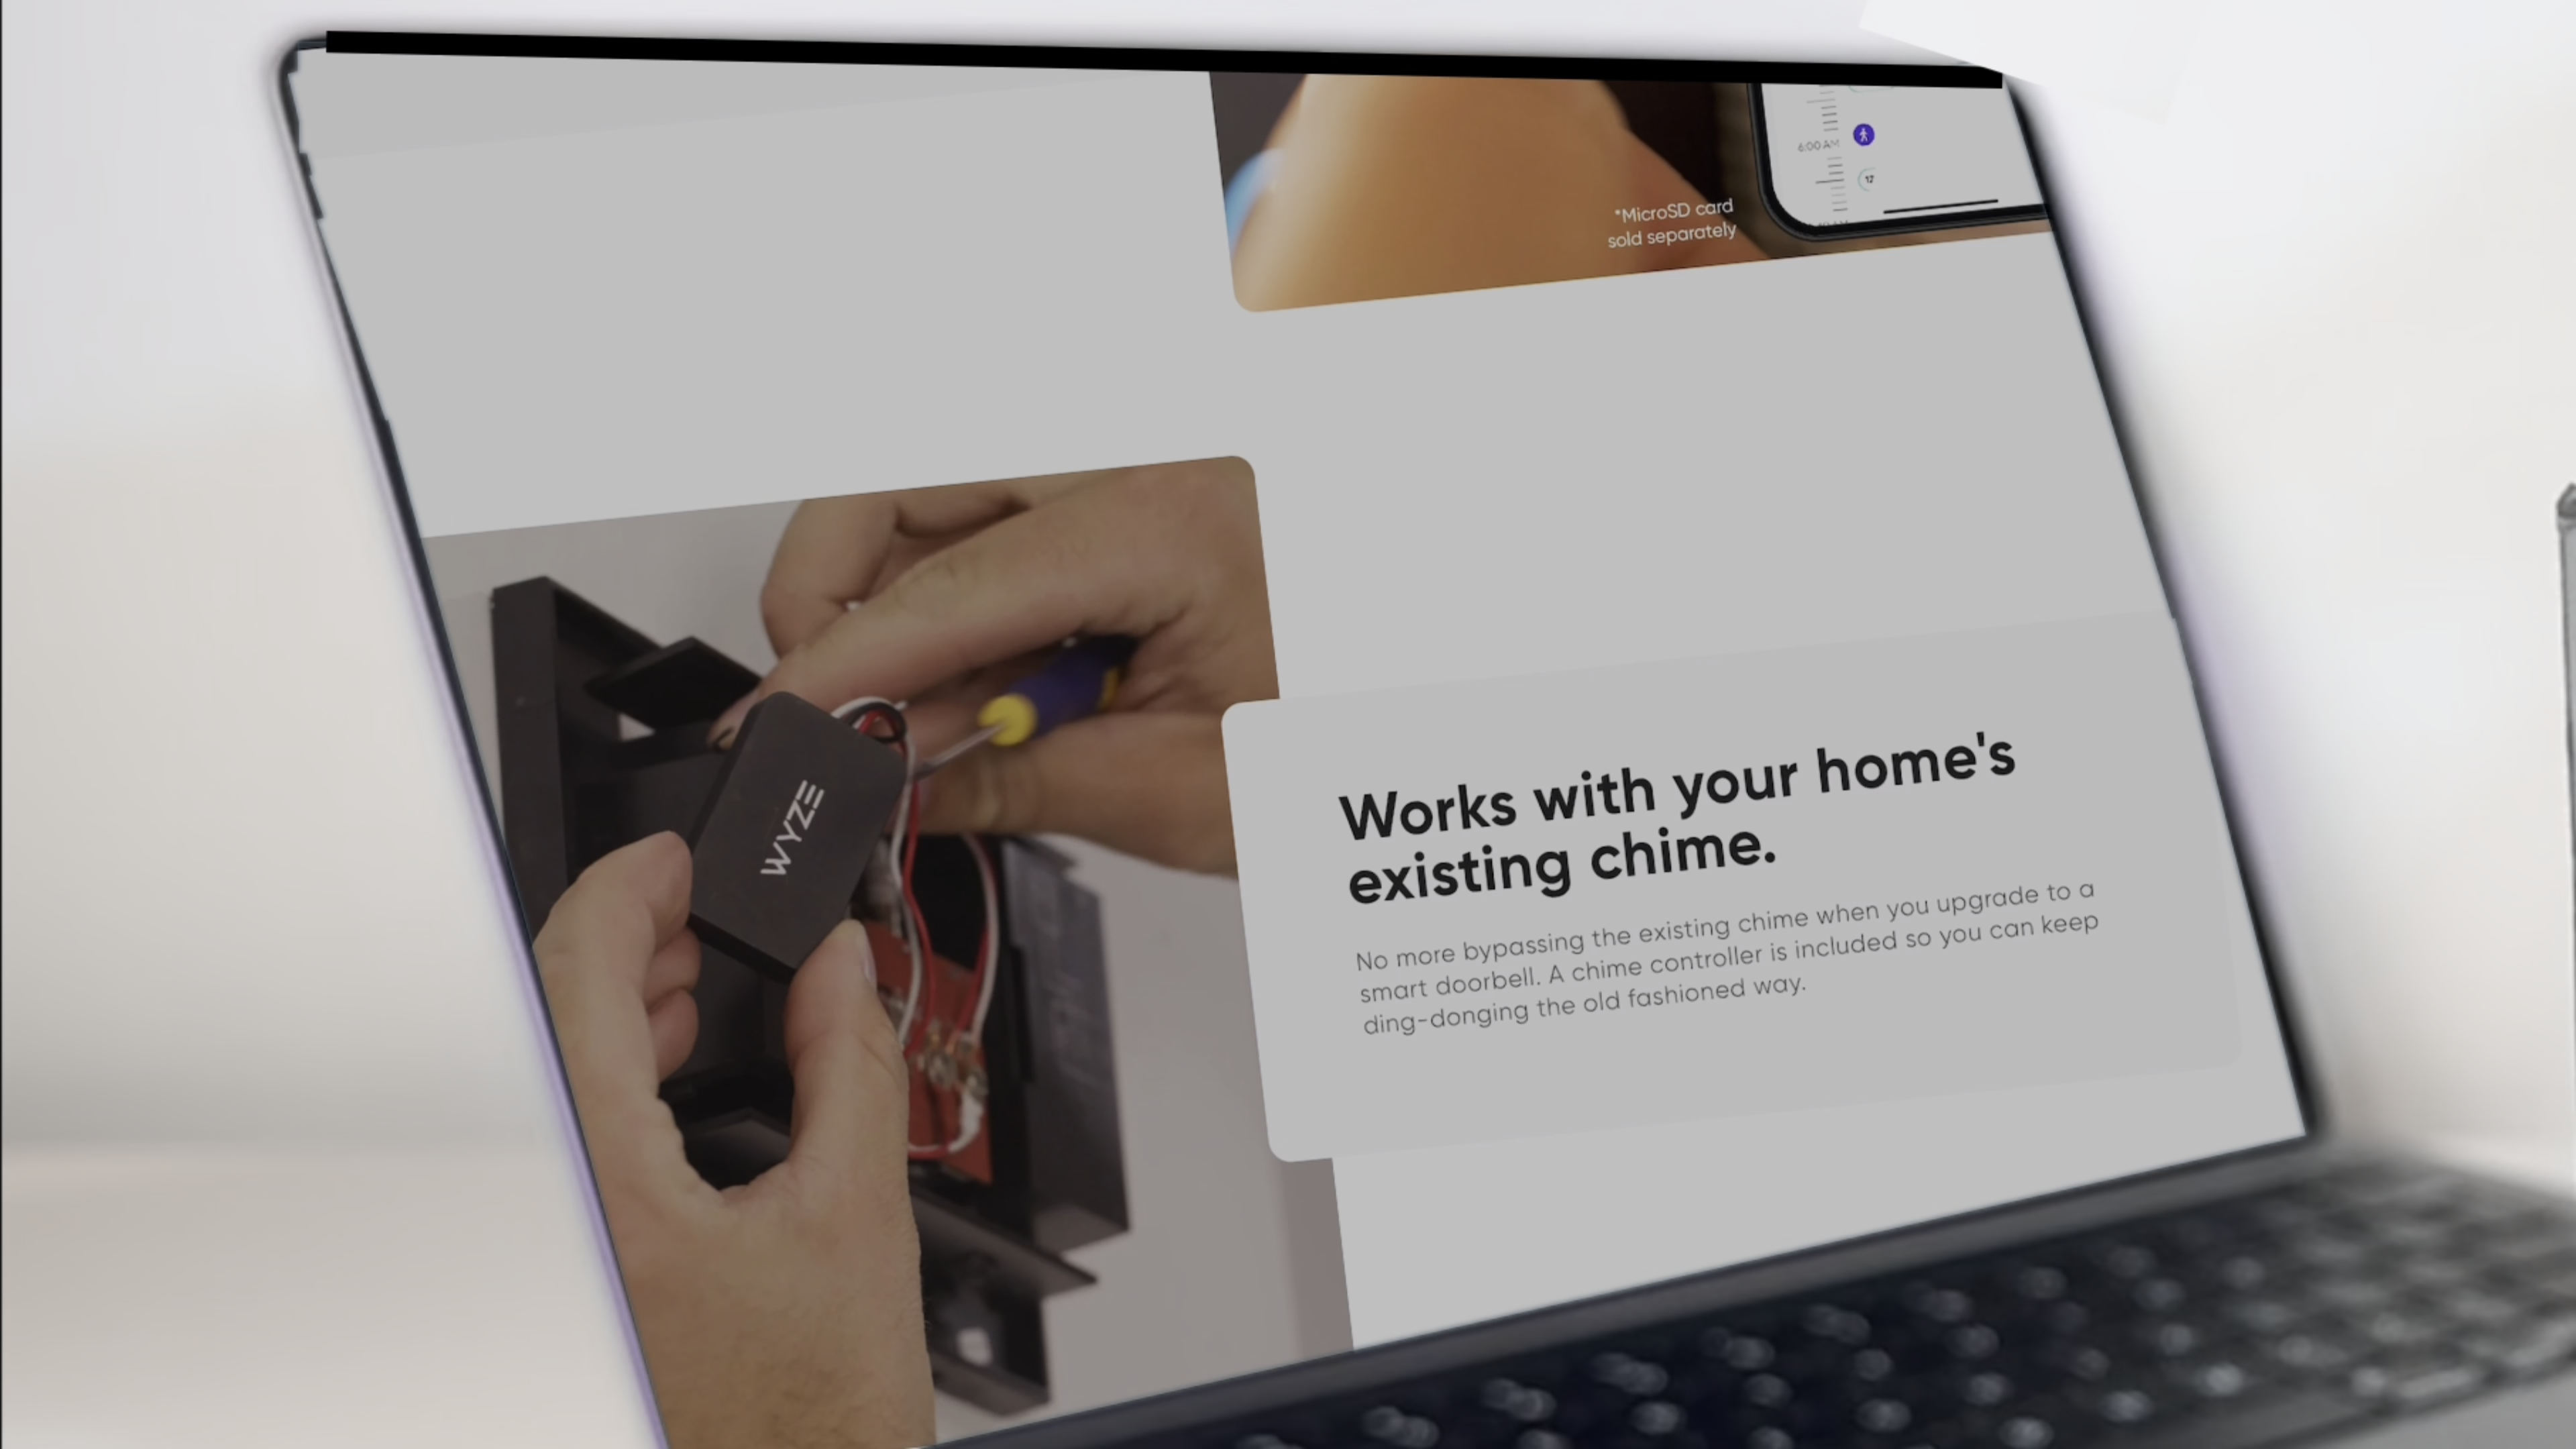 6:00 AM
12
*MicroSD card
sold separately
WYZE
Works with your home's
existing chime.
No more bypassing the existing chime when you upgrade to a
smart doorbell. A chime controller is included so you can keep
ding-donging the old fashioned way.